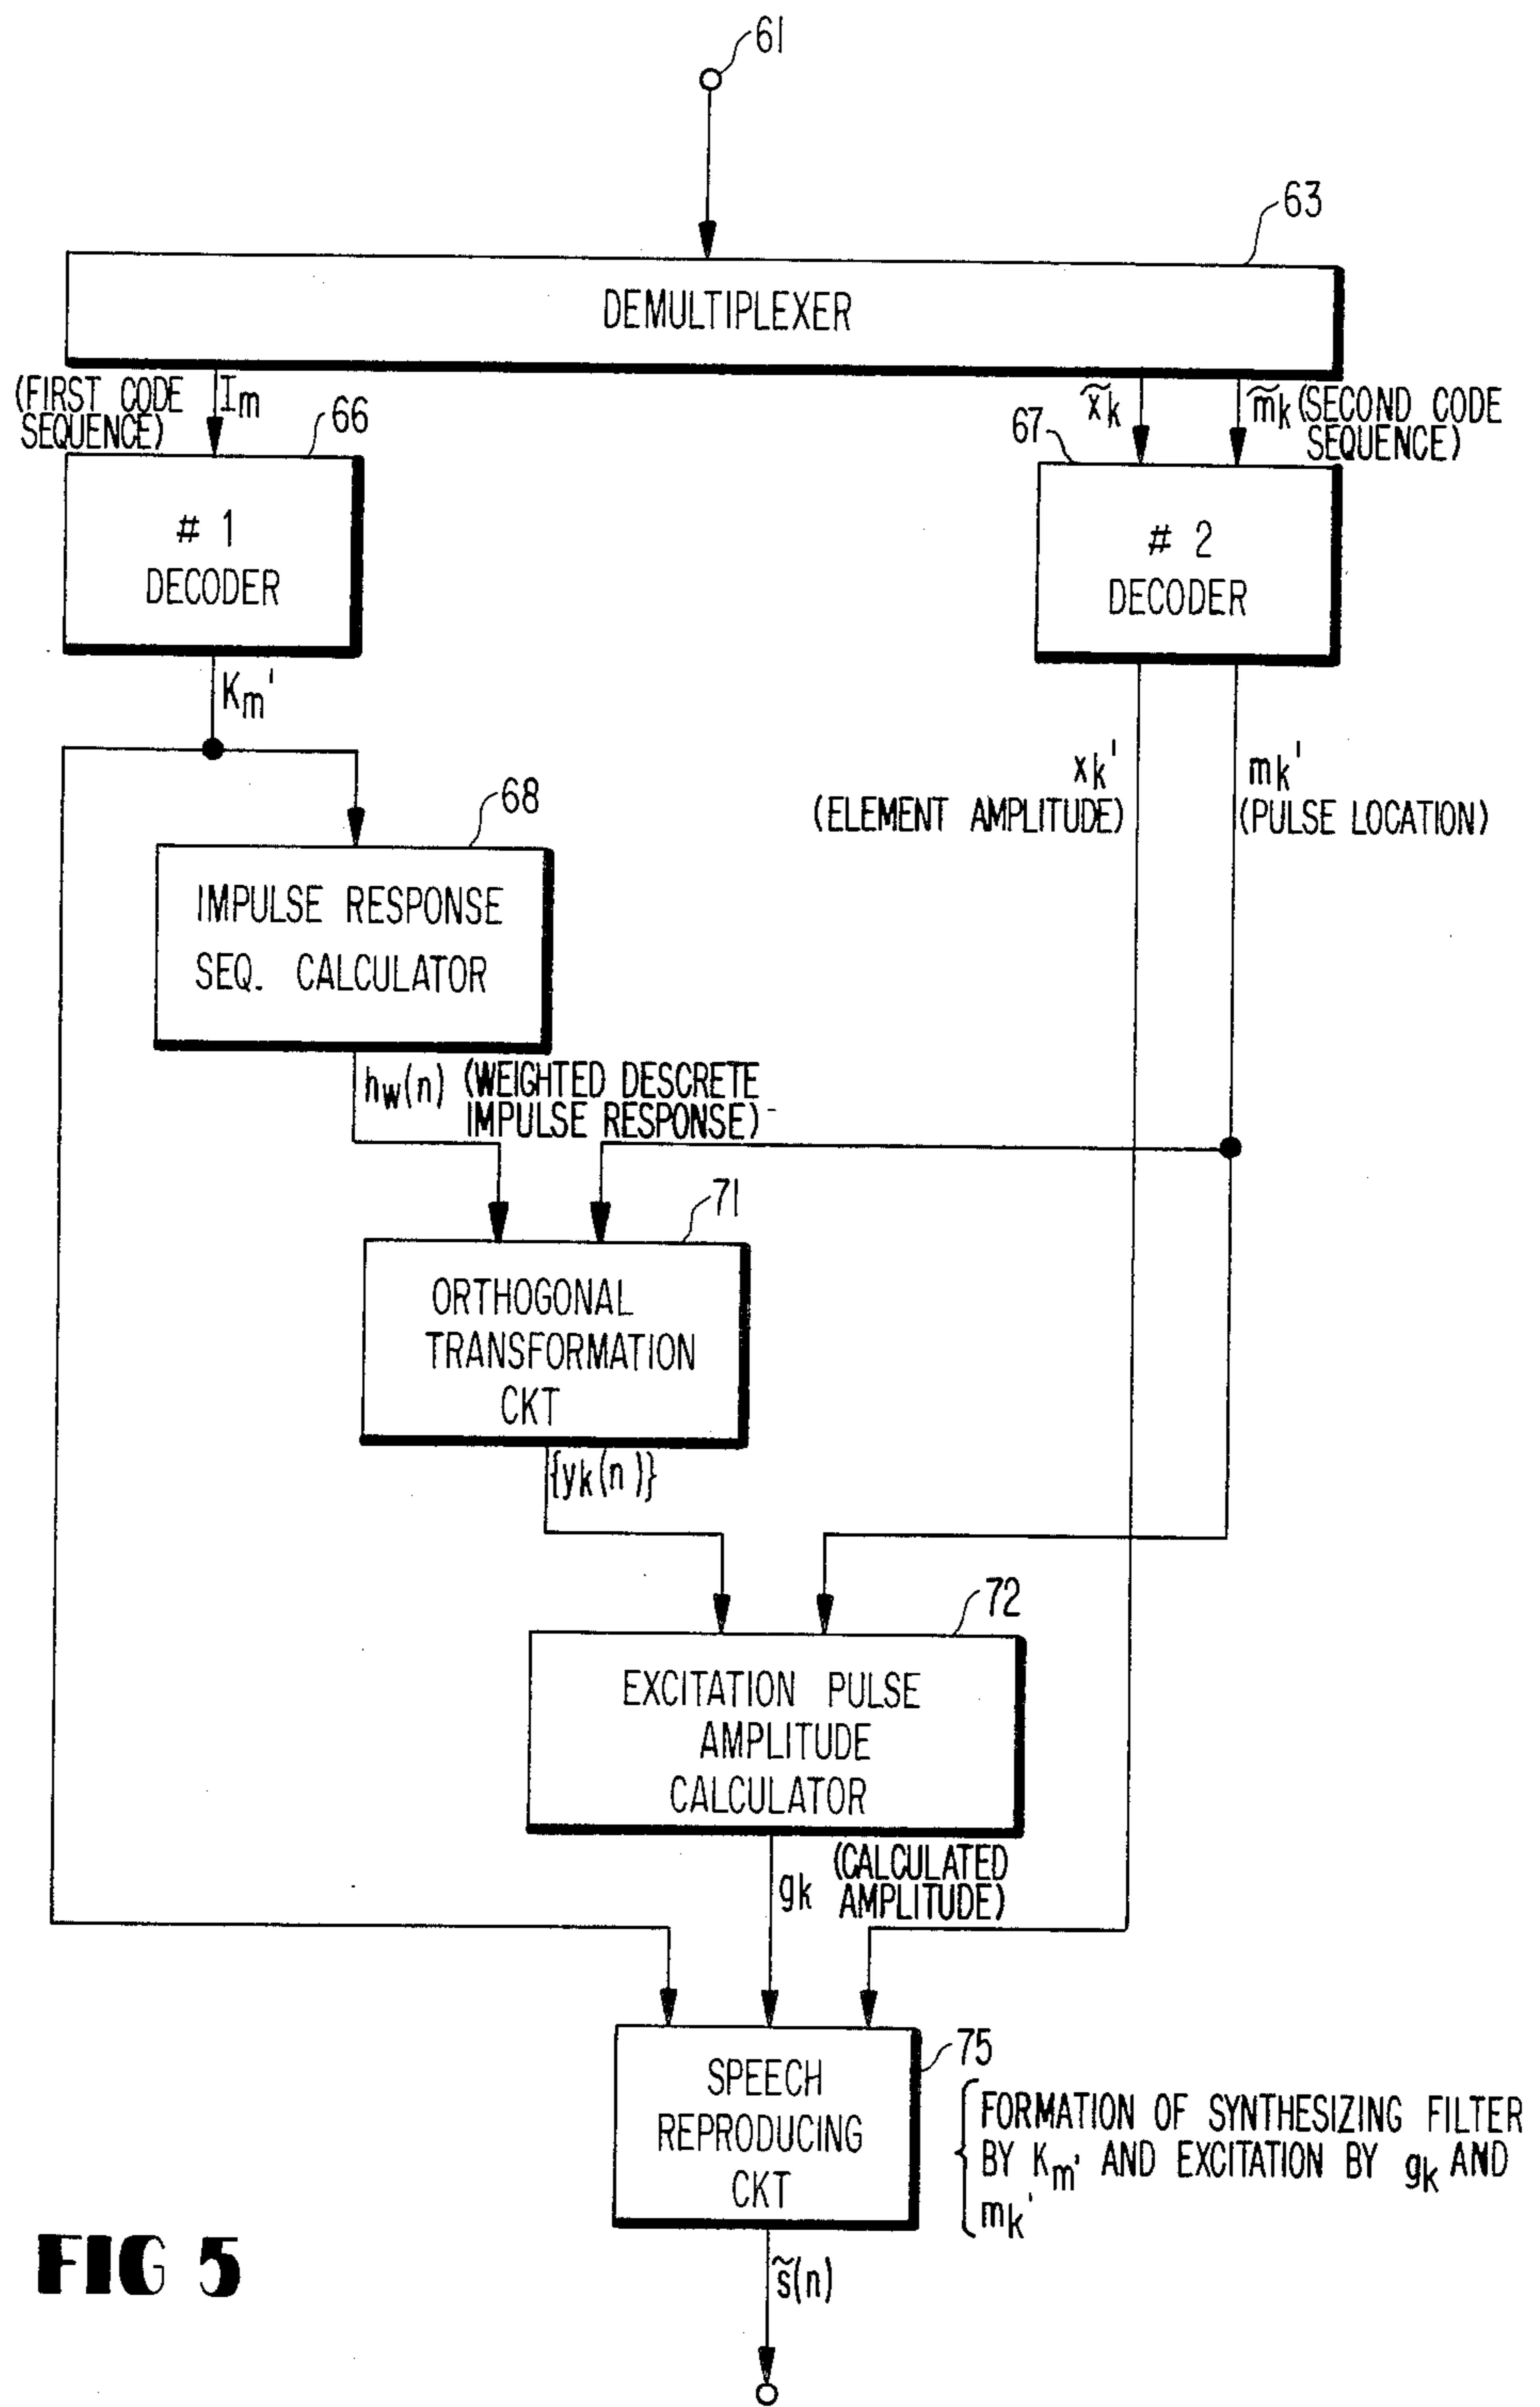 61
63
DEMULTIPLEXER
(FIRST CODE
SEQUENCE)
Im
66
x̃k
m̃k (SECOND CODE
SEQUENCE)
67
# 1
DECODER
# 2
DECODER
Km'
xk'
(ELEMENT AMPLITUDE)
mk'
(PULSE LOCATION)
68
IMPULSE RESPONSE
SEQ. CALCULATOR
hw(n) (WEIGHTED DESCRETE
IMPULSE RESPONSE)
71
ORTHOGONAL
TRANSFORMATION
CKT
{yk(n)}
72
EXCITATION PULSE
AMPLITUDE
CALCULATOR
gk (CALCULATED
AMPLITUDE)
75
SPEECH
REPRODUCING
CKT
FORMATION OF SYNTHESIZING FILTER
BY Km' AND EXCITATION BY gk AND
mk'
s̃(n)
FIG 5